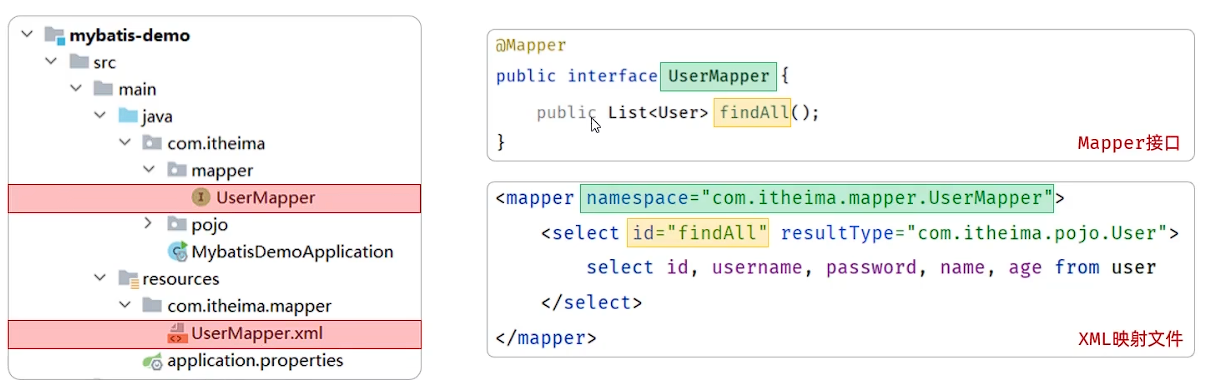 mybatis-demo
src
main
java
com.itheima
mapper
UserMapper
pojo
MybatisDemoApplication
resources
com.itheima.mapper
UserMapper.xml
application.properties
@Mapper
public interface UserMapper {
public List<User> findAll();
}
Mapper接口
<mapper namespace="com.itheima.mapper.UserMapper">
<select id="findAll" resultType="com.itheima.pojo.User">
select id, username, password, name, age from user
</select>
</mapper>
XML映射文件